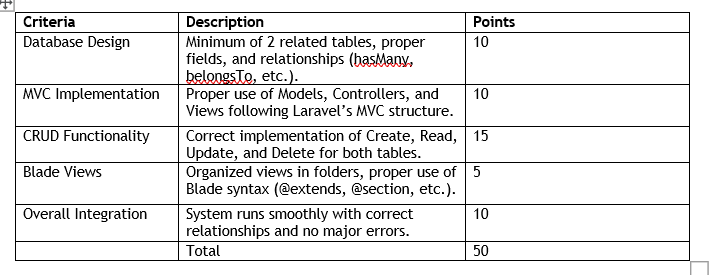 Criteria Description Points
Database Design Minimum of 2 related tables, proper 10
fields, and relationships (hasMany,
belongsTo, etc.).
MVC Implementation Proper use of Models, Controllers, and 10
Views following Laravel’s MVC structure.
CRUD Functionality Correct implementation of Create, Read, 15
Update, and Delete for both tables.
Blade Views Organized views in folders, proper use of 5
Blade syntax (@extends, @section, etc.).
Overall Integration System runs smoothly with correct 10
relationships and no major errors.
Total 50